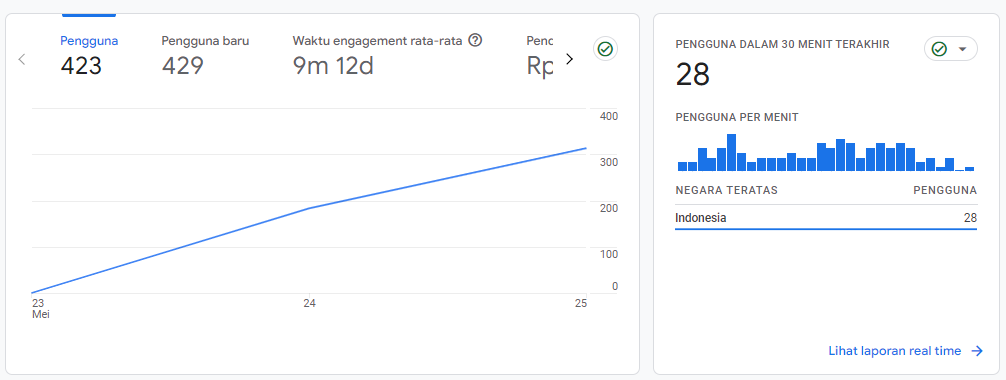 Pengguna
423
Pengguna baru
429
Waktu engagement rata-rata
9m 12d
Rp
400
300
200
100
0
23
Mei
24
25
PENGGUNA DALAM 30 MENIT TERAKHIR
28
PENGGUNA PER MENIT
NEGARA TERATAS PENGGUNA
Indonesia 28
Lihat laporan real time